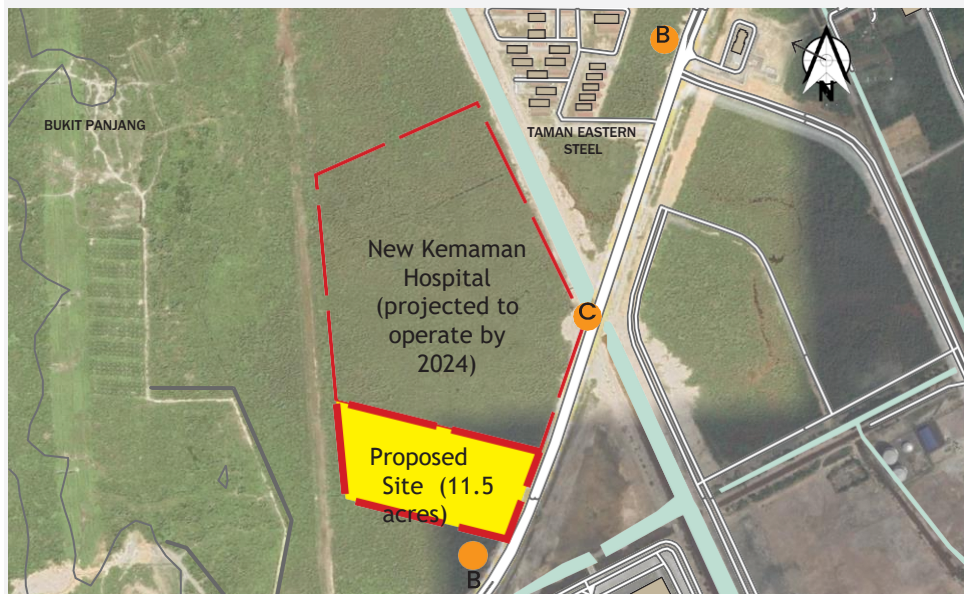 B
N
BUKIT PANJANG
TAMAN EASTERN
STEEL
New Kemaman
Hospital
(projected to
operate by
2024)
C
Proposed
Site (11.5
acres)
B